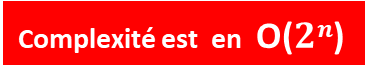 Complexité est en O(2ⁿ)